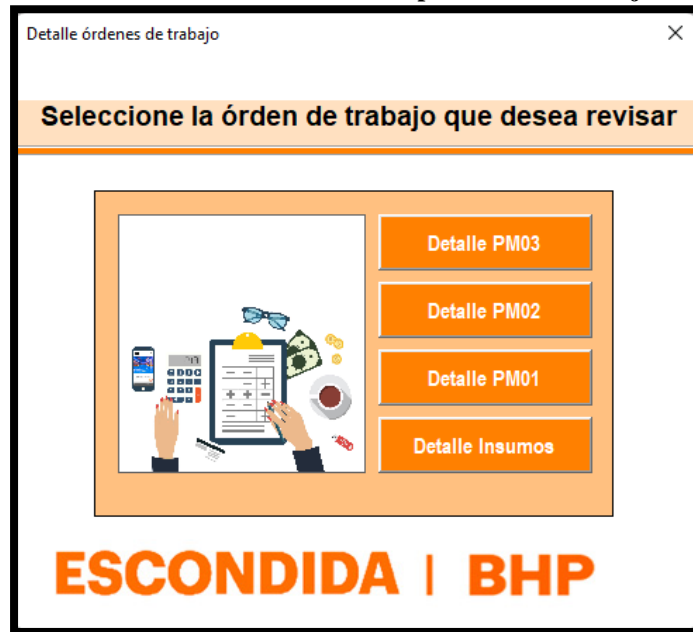 Detalle órdenes de trabajo
Seleccione la órden de trabajo que desea revisar
Detalle PM03
Detalle PM02
Detalle PM01
Detalle Insumos
ESCONDIDA | BHP